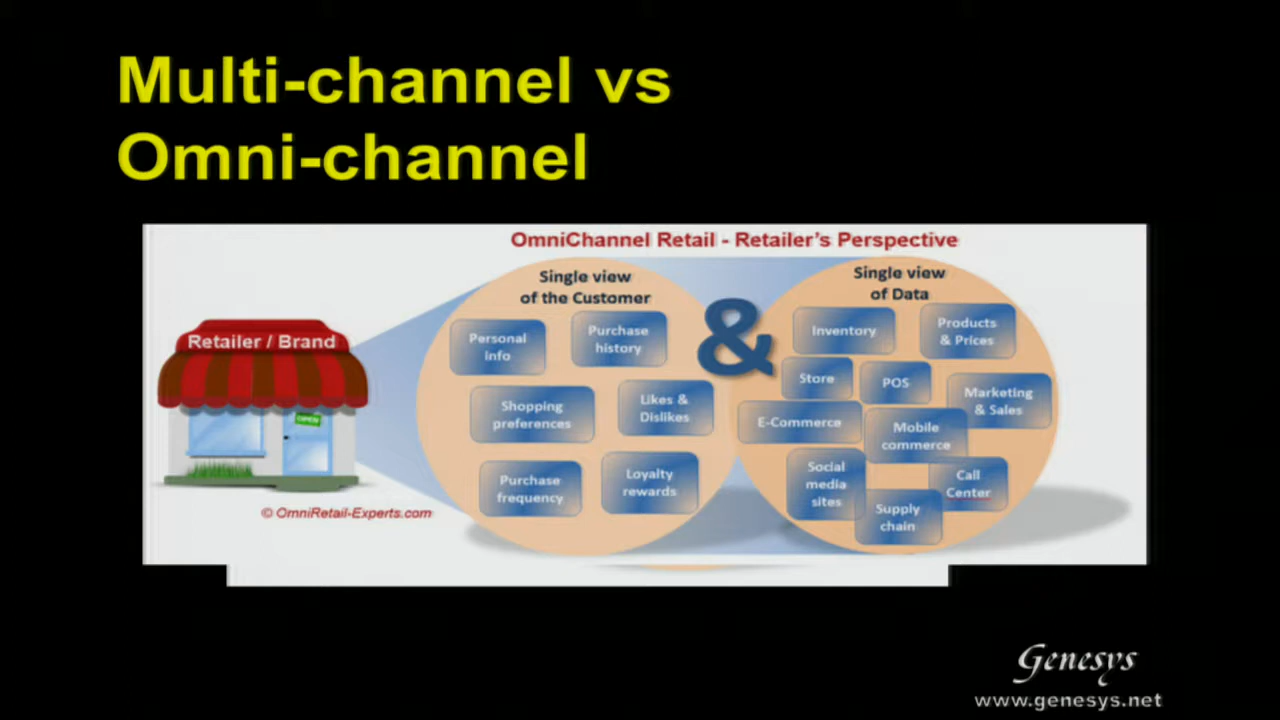 Multi-channel vs
Omni-channel
OmniChannel Retail - Retailer's Perspective
Retailer / Brand
OPEN
© OmniRetail-Experts.com
Single view
of the Customer
Personal
info
Purchase
history
Shopping
preferences
Likes &
Dislikes
Purchase
frequency
Loyalty
rewards
&
Single view
of Data
Inventory
Products
& Prices
Store
POS
Marketing
& Sales
E-Commerce
Mobile
commerce
Social
media
sites
Call
Center
Supply
chain
Genesys
www.genesys.net